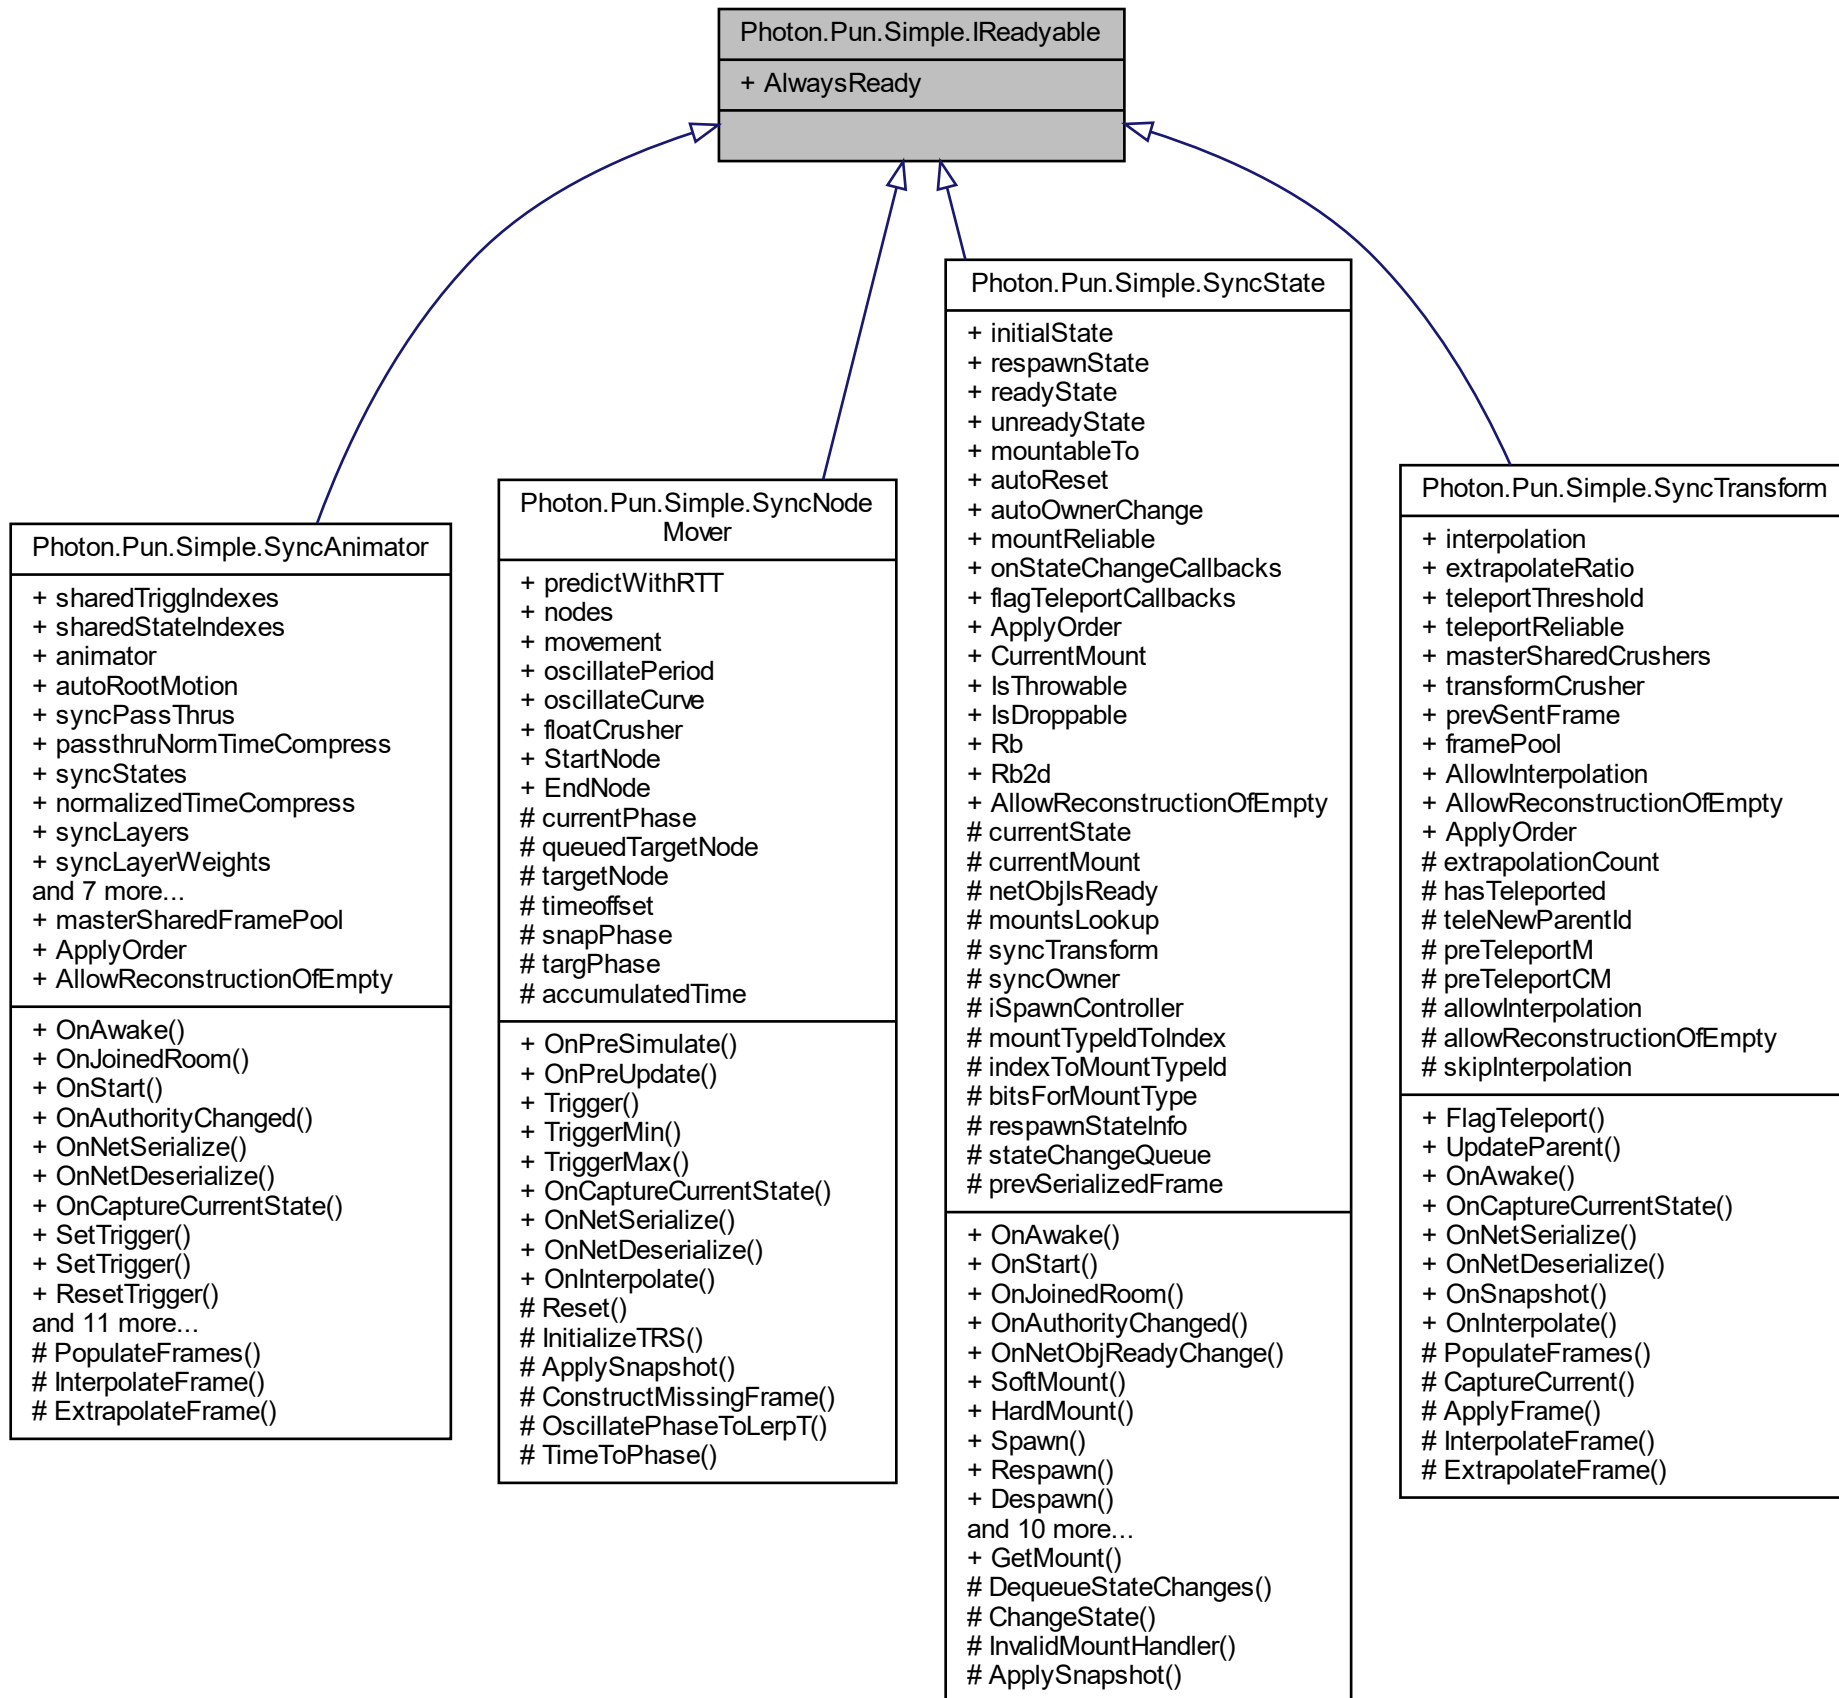 Photon.Pun.Simple.IReadyable
+ AlwaysReady
Photon.Pun.Simple.SyncAnimator
+ sharedTriggIndexes
+ sharedStateIndexes
+ animator
+ autoRootMotion
+ syncPassThrus
+ passthruNormTimeCompress
+ syncStates
+ normalizedTimeCompress
+ syncLayers
+ syncLayerWeights
and 7 more...
+ masterSharedFramePool
+ ApplyOrder
+ AllowReconstructionOfEmpty
+ OnAwake()
+ OnJoinedRoom()
+ OnStart()
+ OnAuthorityChanged()
+ OnNetSerialize()
+ OnNetDeserialize()
+ OnCaptureCurrentState()
+ SetTrigger()
+ SetTrigger()
+ ResetTrigger()
and 11 more...
# PopulateFrames()
# InterpolateFrame()
# ExtrapolateFrame()
Photon.Pun.Simple.SyncNode
Mover
+ predictWithRTT
+ nodes
+ movement
+ oscillatePeriod
+ oscillateCurve
+ floatCrusher
+ StartNode
+ EndNode
# currentPhase
# queuedTargetNode
# targetNode
# timeoffset
# snapPhase
# targPhase
# accumulatedTime
+ OnPreSimulate()
+ OnPreUpdate()
+ Trigger()
+ TriggerMin()
+ TriggerMax()
+ OnCaptureCurrentState()
+ OnNetSerialize()
+ OnNetDeserialize()
+ OnInterpolate()
# Reset()
# InitializeTRS()
# ApplySnapshot()
# ConstructMissingFrame()
# OscillatePhaseToLerpT()
# TimeToPhase()
Photon.Pun.Simple.SyncState
+ initialState
+ respawnState
+ readyState
+ unreadyState
+ mountableTo
+ autoReset
+ autoOwnerChange
+ mountReliable
+ onStateChangeCallbacks
+ flagTeleportCallbacks
+ ApplyOrder
+ CurrentMount
+ IsThrowable
+ IsDroppable
+ Rb
+ Rb2d
+ AllowReconstructionOfEmpty
# currentState
# currentMount
# netObjIsReady
# mountsLookup
# syncTransform
# syncOwner
# iSpawnController
# mountTypeIdToIndex
# indexToMountTypeId
# bitsForMountType
# respawnStateInfo
# stateChangeQueue
# prevSerializedFrame
+ OnAwake()
+ OnStart()
+ OnJoinedRoom()
+ OnAuthorityChanged()
+ OnNetObjReadyChange()
+ SoftMount()
+ HardMount()
+ Spawn()
+ Respawn()
+ Despawn()
and 10 more...
+ GetMount()
# DequeueStateChanges()
# ChangeState()
# InvalidMountHandler()
# ApplySnapshot()
Photon.Pun.Simple.SyncTransform
+ interpolation
+ extrapolateRatio
+ teleportThreshold
+ teleportReliable
+ masterSharedCrushers
+ transformCrusher
+ prevSentFrame
+ framePool
+ AllowInterpolation
+ AllowReconstructionOfEmpty
+ ApplyOrder
# extrapolationCount
# hasTeleported
# teleNewParentId
# preTeleportM
# preTeleportCM
# allowInterpolation
# allowReconstructionOfEmpty
# skipInterpolation
+ FlagTeleport()
+ UpdateParent()
+ OnAwake()
+ OnCaptureCurrentState()
+ OnNetSerialize()
+ OnNetDeserialize()
+ OnSnapshot()
+ OnInterpolate()
# PopulateFrames()
# CaptureCurrent()
# ApplyFrame()
# InterpolateFrame()
# ExtrapolateFrame()